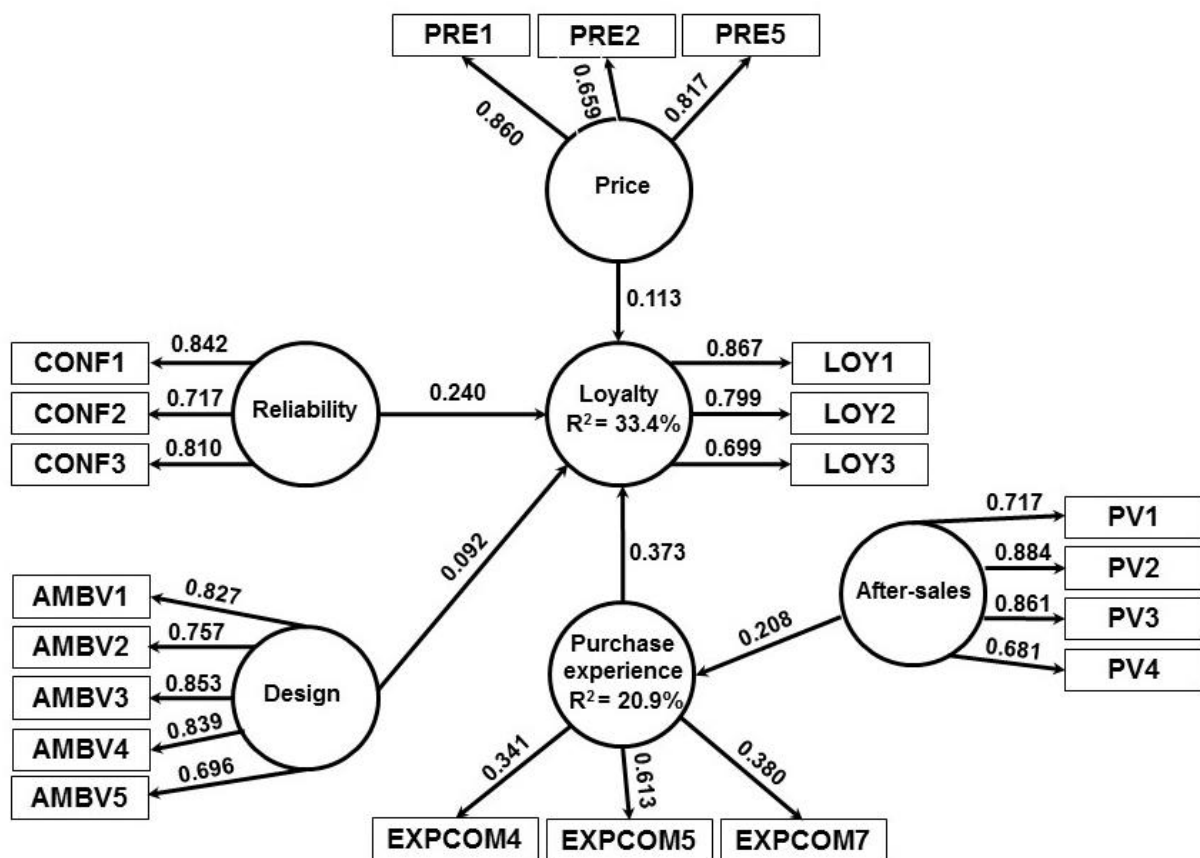 PRE1 PRE2 PRE5
0.860 0.659 0.817
Price
0.113
CONF1 0.842
CONF2 0.717
CONF3 0.810
Reliability
0.240
Loyalty
R² = 33.4%
0.867 LOY1
0.799 LOY2
0.699 LOY3
0.092
0.373
AMBV1 0.827
AMBV2 0.757
AMBV3 0.853
AMBV4 0.839
AMBV5 0.696
Design
Purchase
experience
R² = 20.9%
0.208
After-sales
0.717 PV1
0.884 PV2
0.861 PV3
0.681 PV4
0.341 0.613 0.380
EXPCOM4 EXPCOM5 EXPCOM7